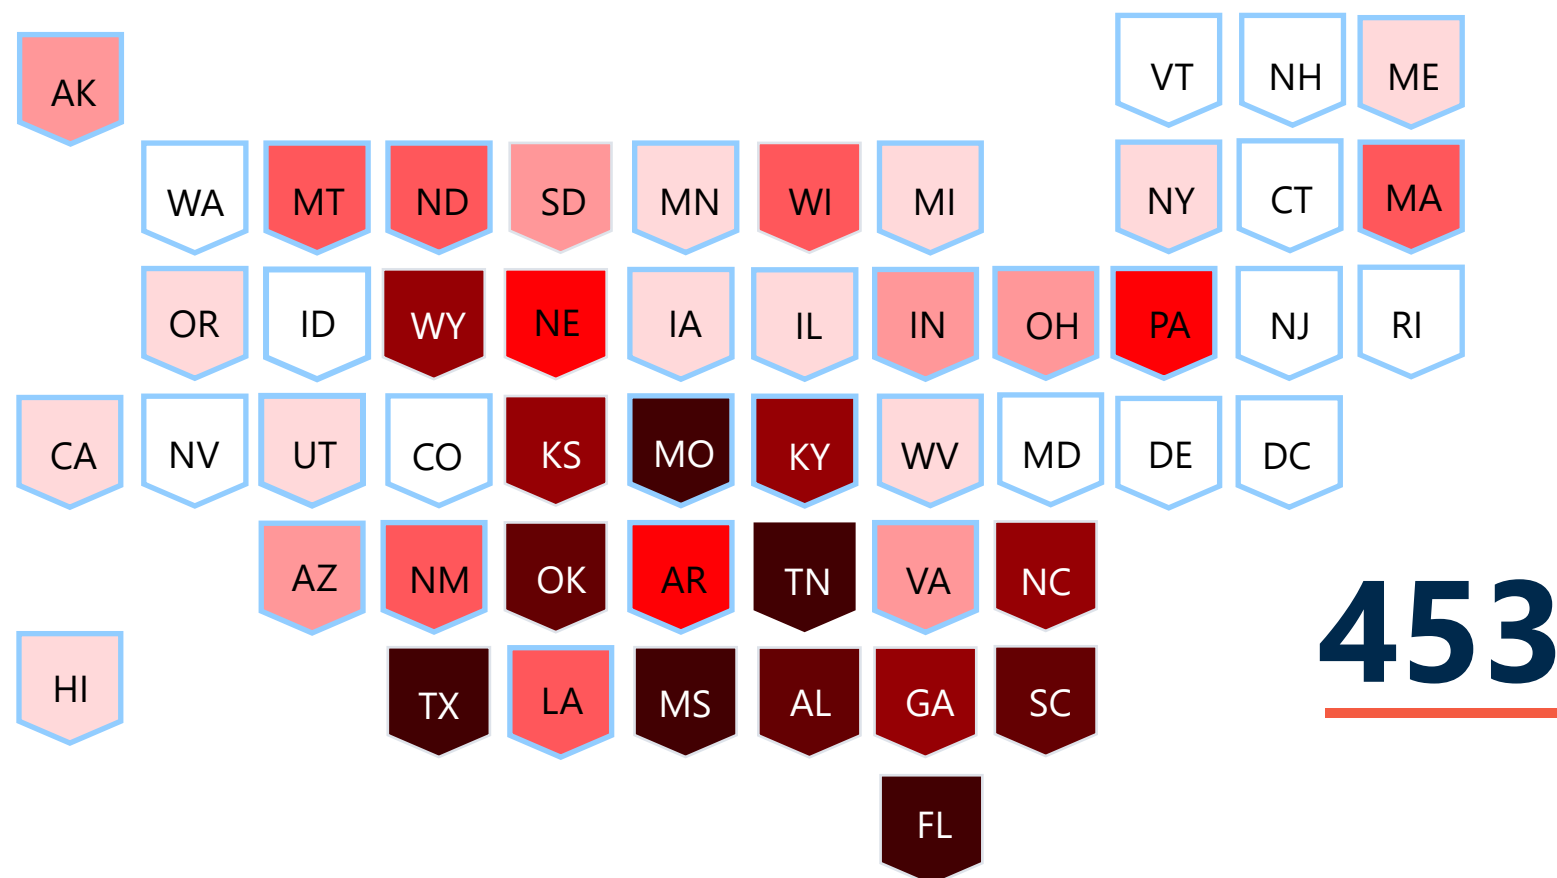 VT NH ME
AK
WA MT ND SD MN WI MI NY CT MA
OR ID WY NE IA IL IN OH PA NJ RI
CA NV UT CO KS MO KY WV MD DE DC
AZ NM OK AR TN VA NC
453
HI TX LA MS AL GA SC
FL